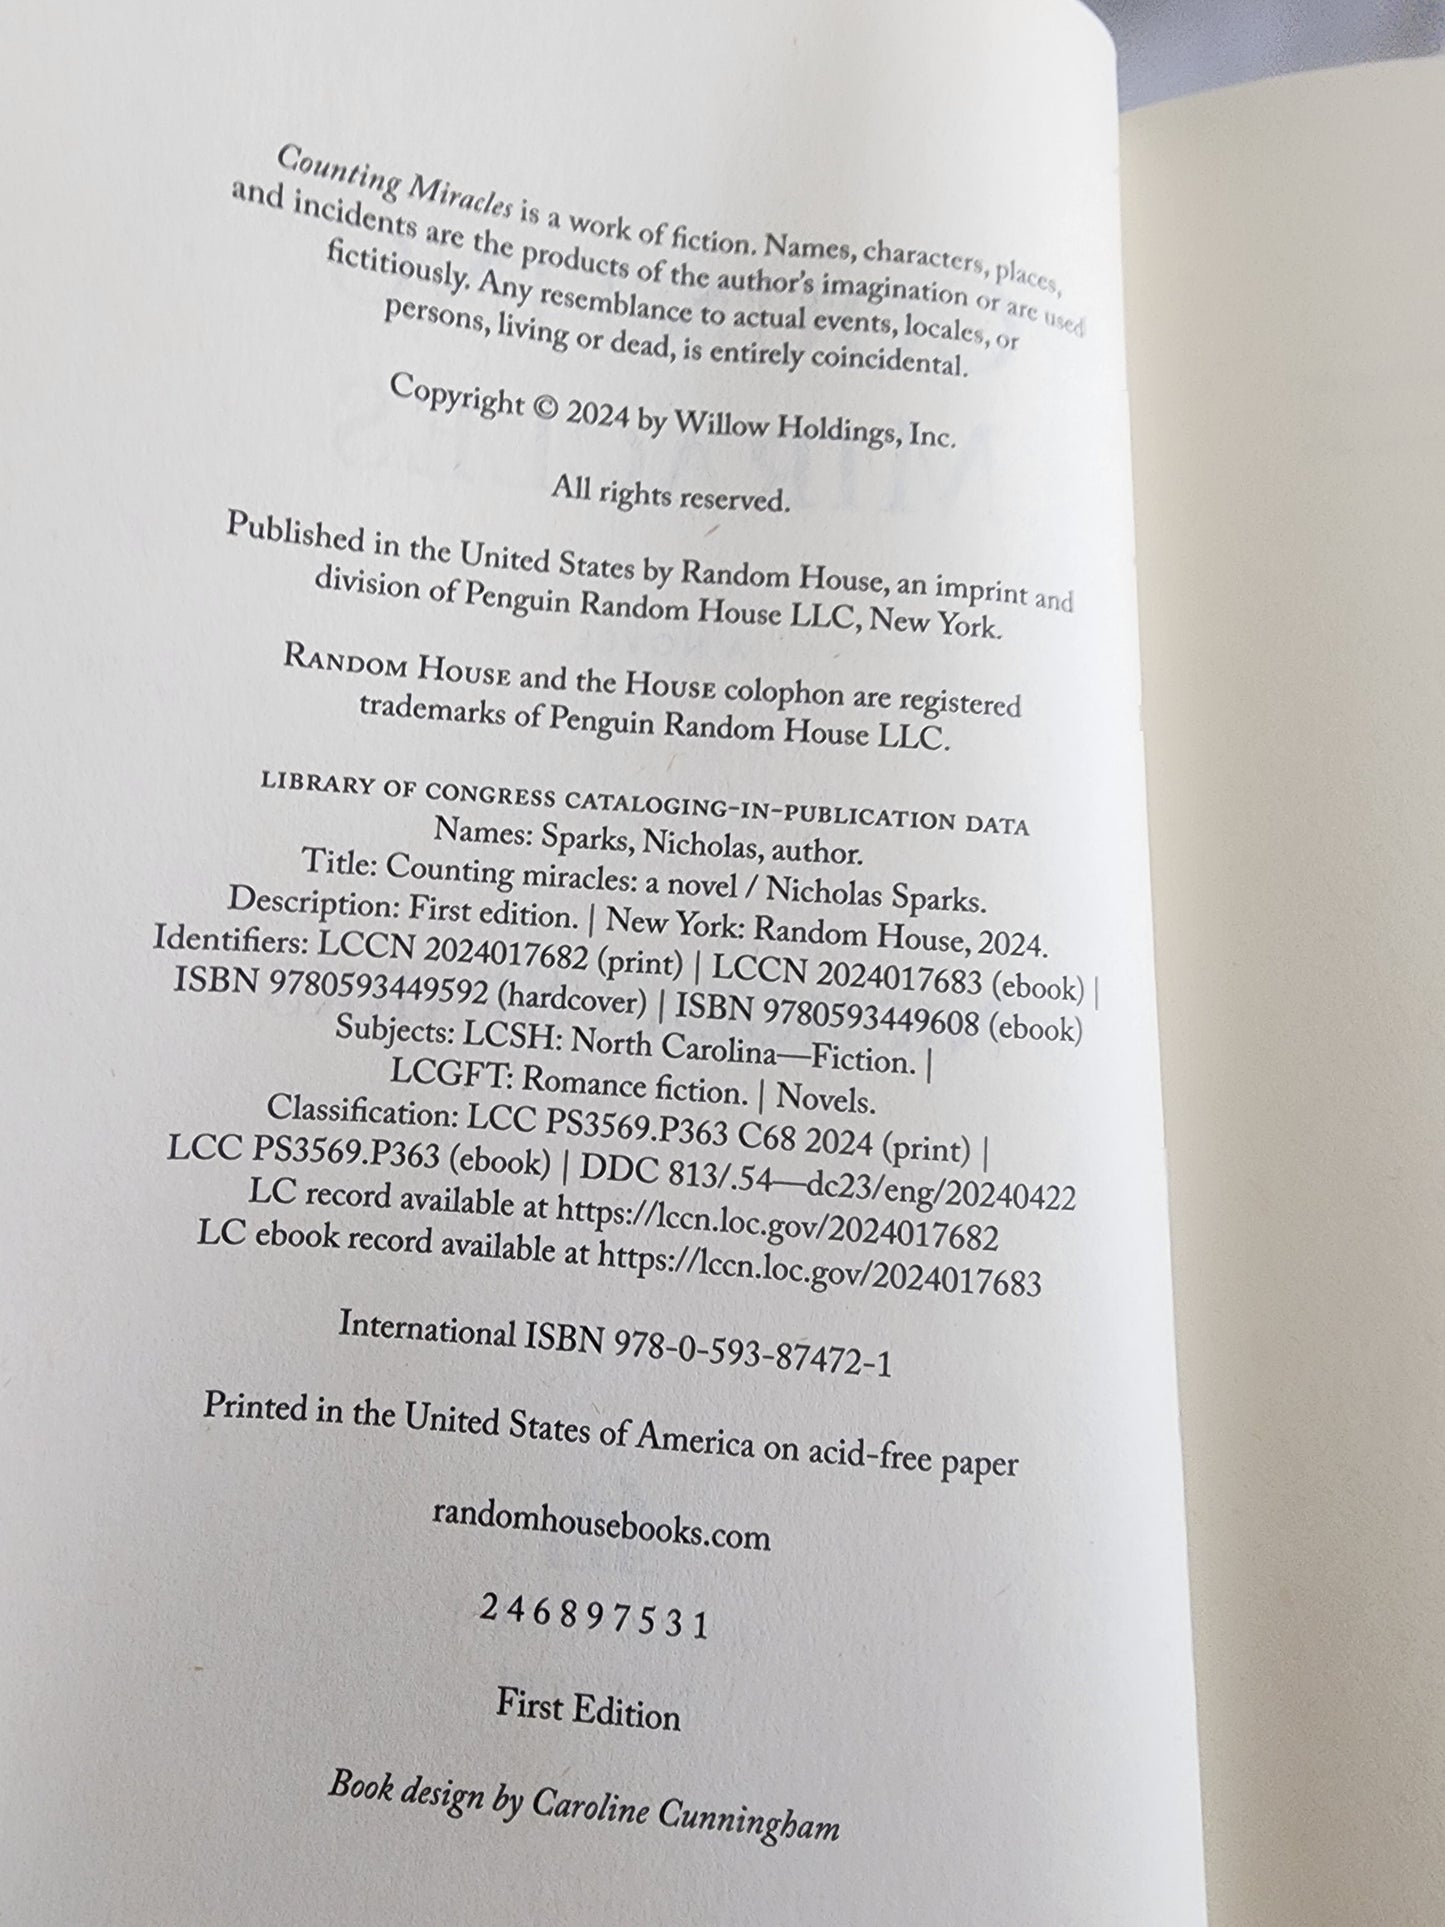 Counting Miracles is a work of fiction. Names, characters, places,
and incidents are the products of the author's imagination or are used
fictitiously. Any resemblance to actual events, locales, or
persons, living or dead, is entirely coincidental.
Copyright © 2024 by Willow Holdings, Inc.
All rights reserved.
Published in the United States by Random House, an imprint and
division of Penguin Random House LLC, New York.
RANDOM HOUSE and the HOUSE colophon are registered
trademarks of Penguin Random House LLC.
LIBRARY OF CONGRESS CATALOGING-IN-PUBLICATION DATA
Names: Sparks, Nicholas, author.
Title: Counting miracles: a novel / Nicholas Sparks.
Description: First edition. | New York: Random House, 2024.
Identifiers: LCCN 2024017682 (print) | LCCN 2024017683 (ebook) |
ISBN 9780593449592 (hardcover) | ISBN 9780593449608 (ebook)
Subjects: LCSH: North Carolina—Fiction. |
LCGFT: Romance fiction. | Novels.
Classification: LCC PS3569.P363 C68 2024 (print) |
LCC PS3569.P363 (ebook) | DDC 813/.54—dc23/eng/20240422
LC record available at https://lccn.loc.gov/2024017682
LC ebook record available at https://lccn.loc.gov/2024017683
International ISBN 978-0-593-87472-1
Printed in the United States of America on acid-free paper
randomhousebooks.com
2 4 6 8 9 7 5 3 1
First Edition
Book design by Caroline Cunningham